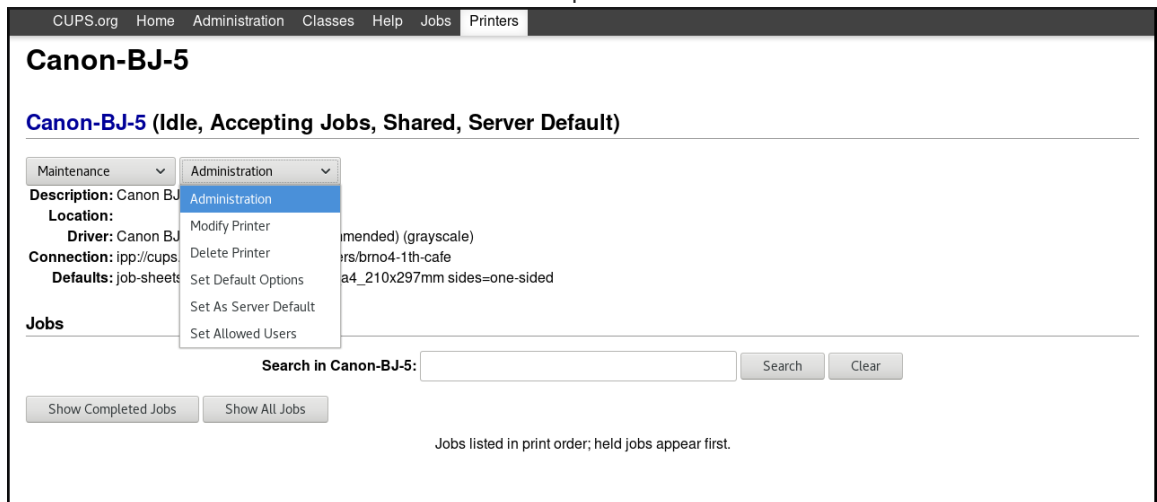 CUPS.org Home Administration Classes Help Jobs Printers
Canon-BJ-5
Canon-BJ-5 (Idle, Accepting Jobs, Shared, Server Default)
Maintenance Administration
Description: Canon BJ
Administration
Location:
Modify Printer
Driver: Canon BJ mmended) (grayscale)
Delete Printer
Connection: ipp://cups. rs/brno4-1th-cafe
Defaults: job-sheets a4_210x297mm sides=one-sided
Set Default Options
Set As Server Default
Jobs
Set Allowed Users
Search in Canon-BJ-5: Search Clear
Show Completed Jobs Show All Jobs
Jobs listed in print order; held jobs appear first.